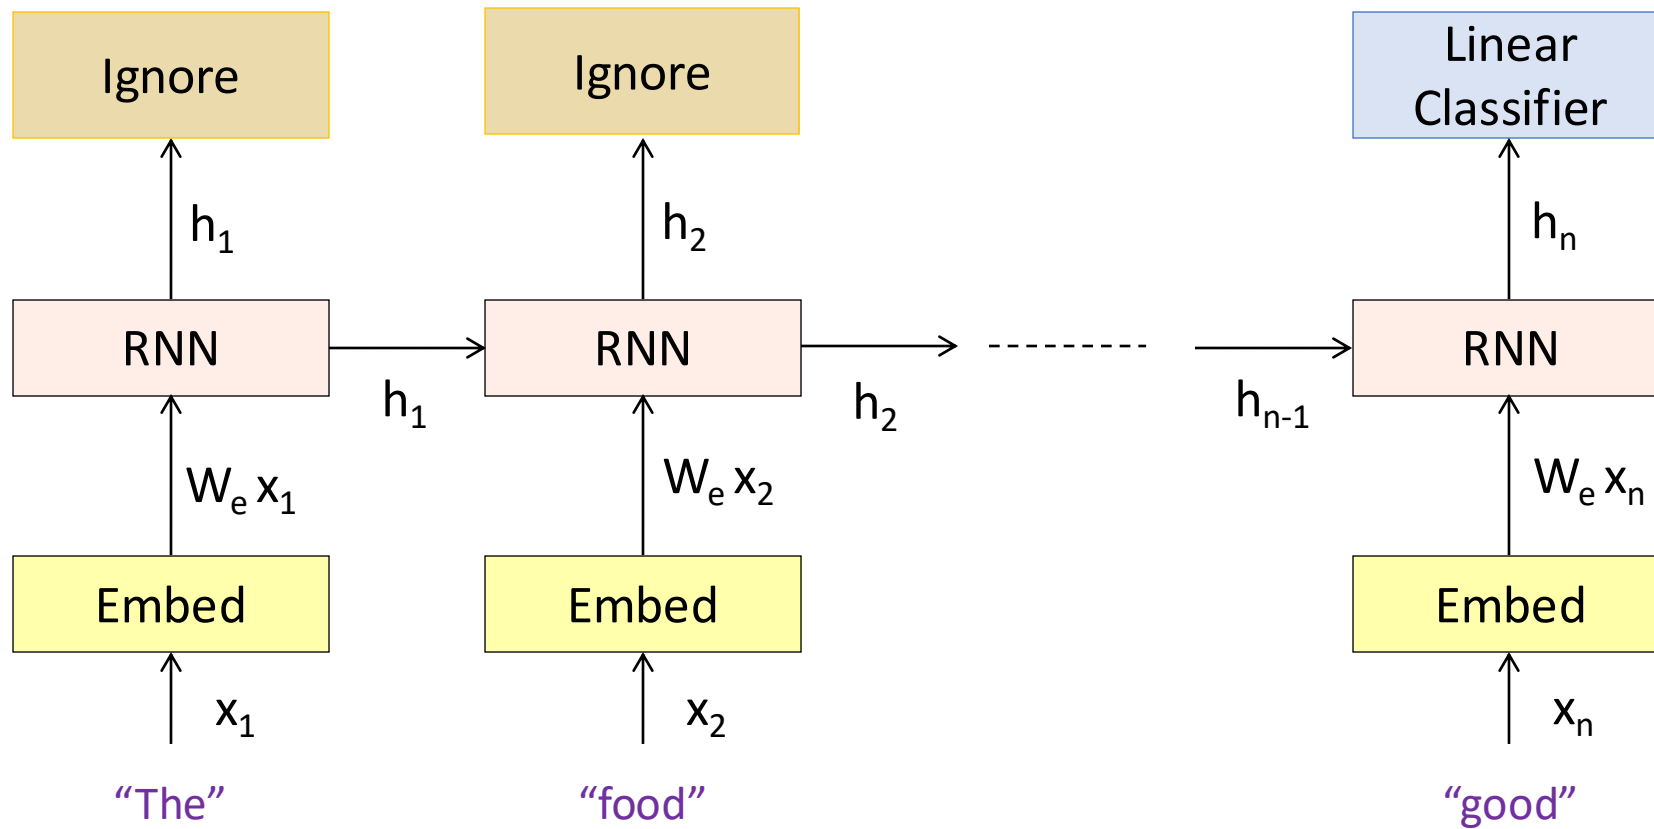 Ignore
Ignore
Linear
Classifier
h₁
h₂
hₙ
RNN
RNN
RNN
h₁
h₂
hₙ₋₁
Wₑ x₁
Wₑ x₂
Wₑ xₙ
Embed
Embed
Embed
x₁
x₂
xₙ
“The”
“food”
“good”